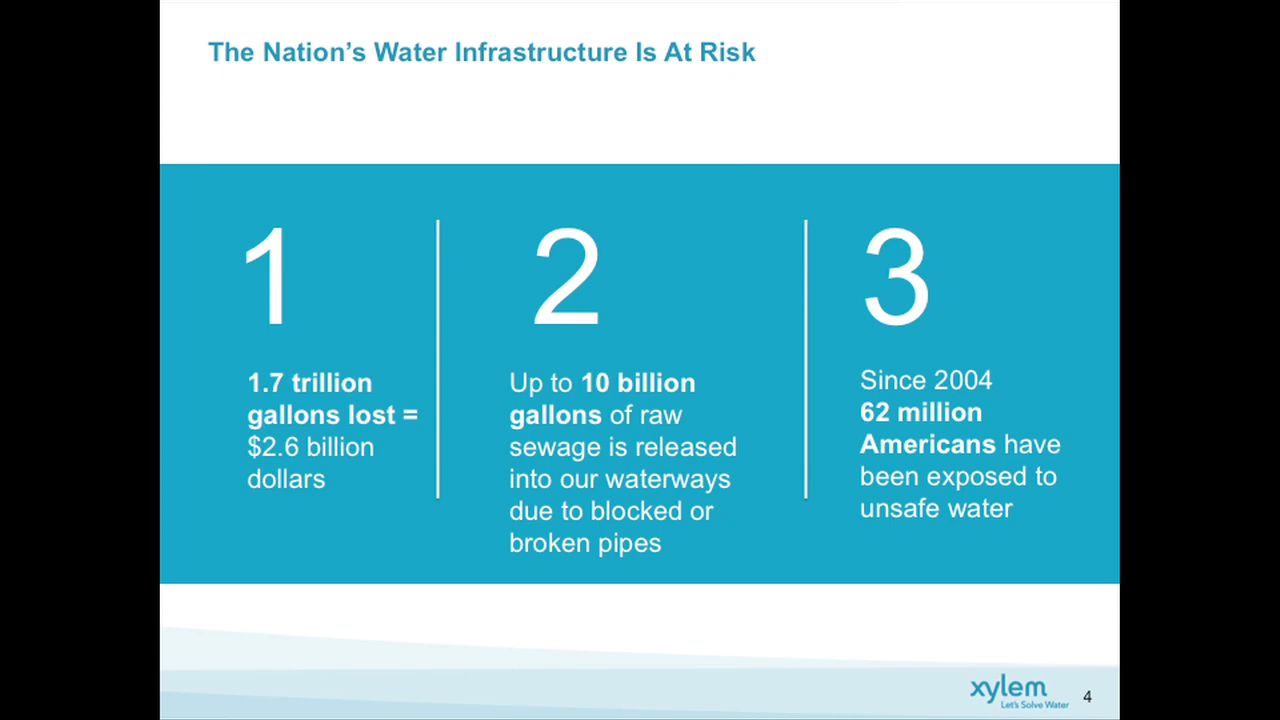 The Nation’s Water Infrastructure Is At Risk
1
1.7 trillion
gallons lost =
$2.6 billion
dollars
2
Up to 10 billion
gallons of raw
sewage is released
into our waterways
due to blocked or
broken pipes
3
Since 2004
62 million
Americans have
been exposed to
unsafe water
xylem
Let's Solve Water
4